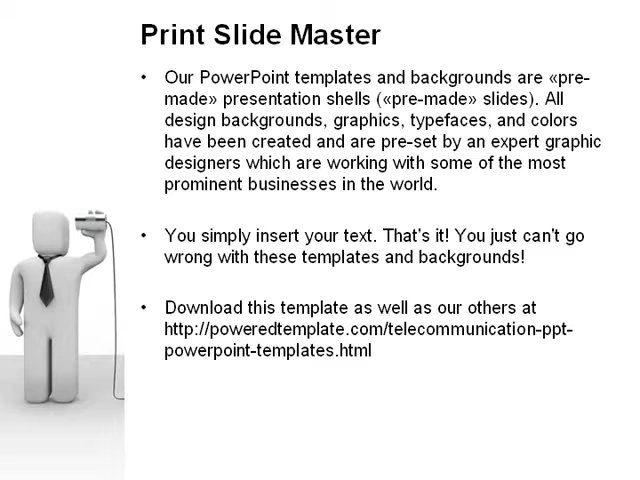 Print Slide Master
• Our PowerPoint templates and backgrounds are «pre-
made» presentation shells («pre-made» slides). All
design backgrounds, graphics, typefaces, and colors
have been created and are pre-set by an expert graphic
designers which are working with some of the most
prominent businesses in the world.
• You simply insert your text. That's it! You just can't go
wrong with these templates and backgrounds!
• Download this template as well as our others at
http://poweredtemplate.com/telecommunication-ppt-
powerpoint-templates.html